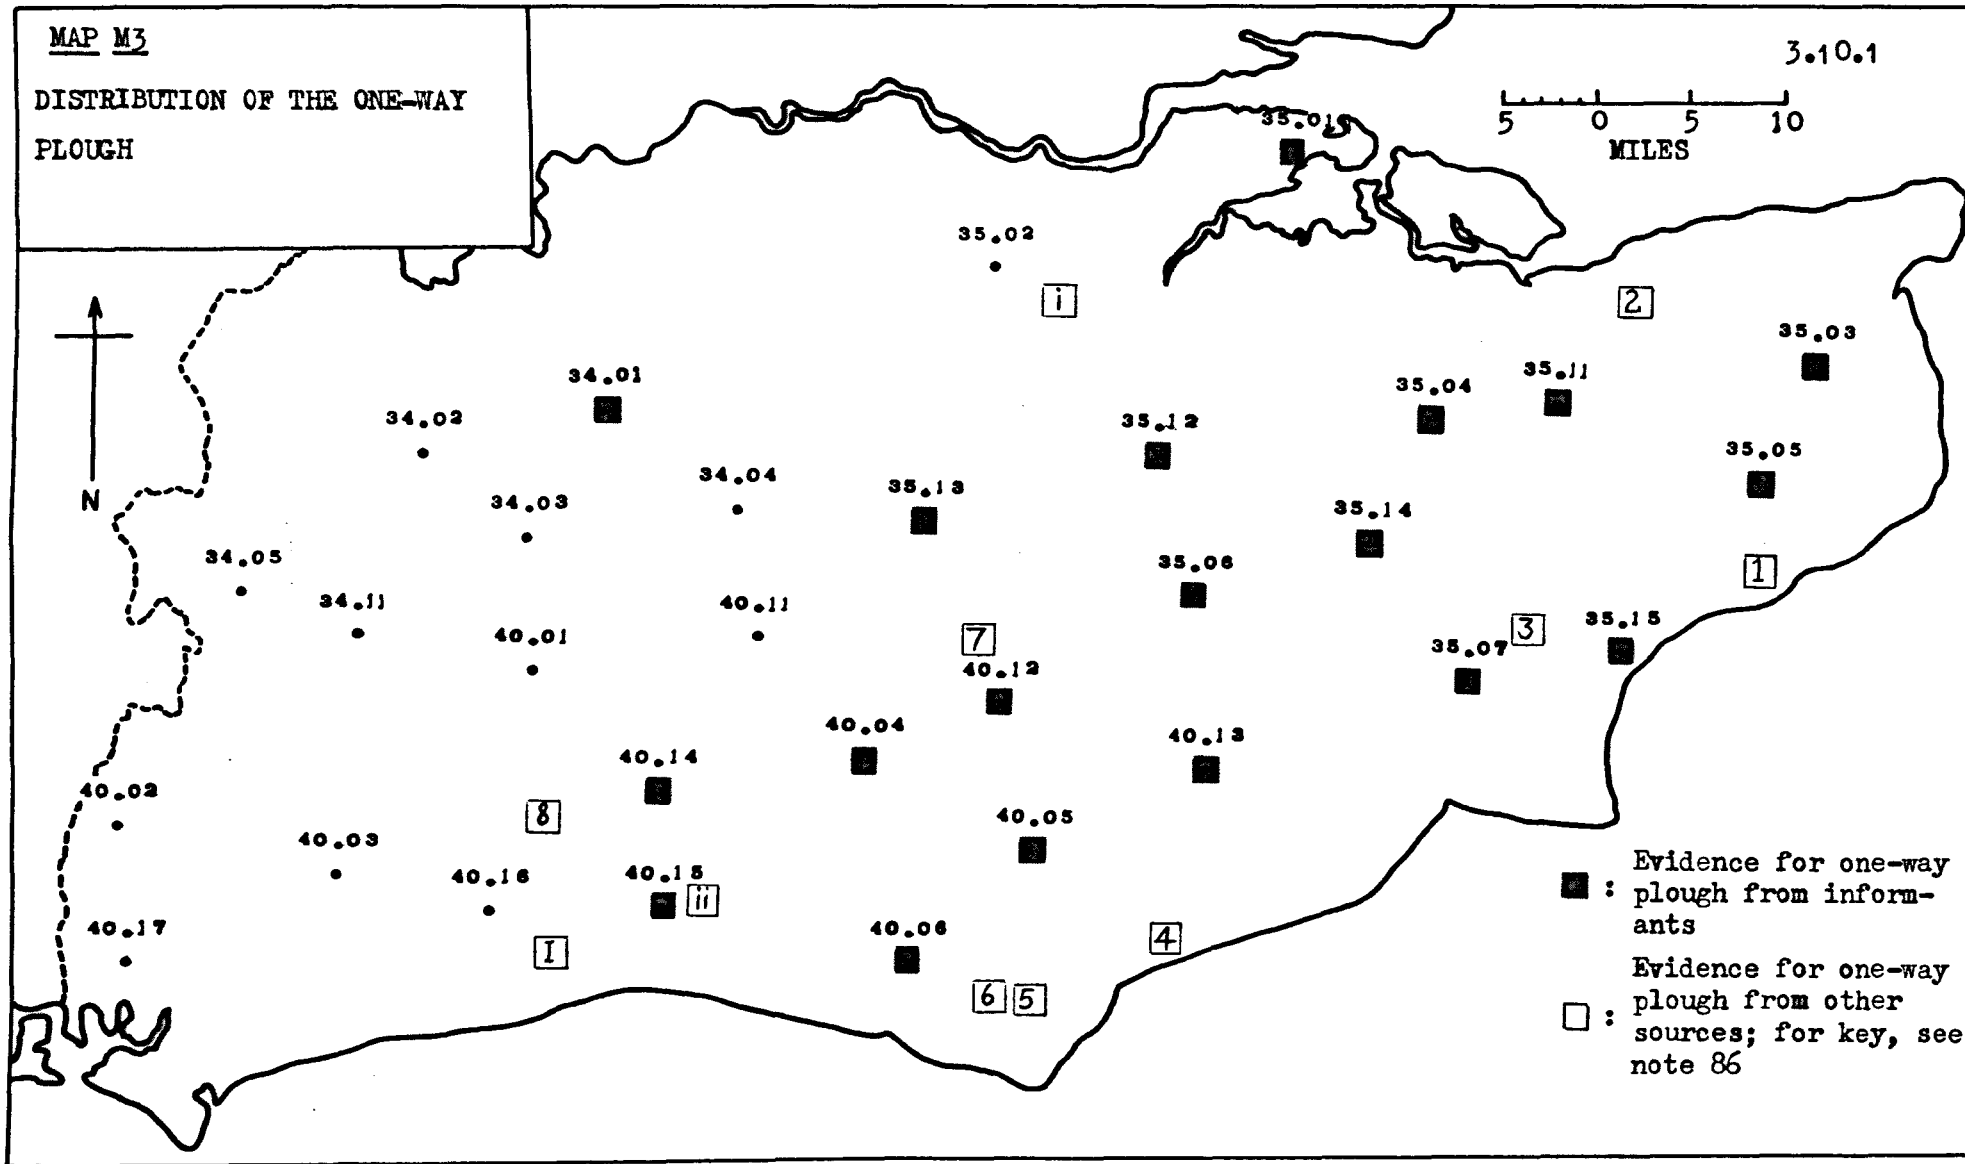 MAP M3
DISTRIBUTION OF THE ONE-WAY
PLOUGH
3.10.1
5 0 5 10
MILES
35.01
35.02
i
2
35.03
34.01
35.04
35.11
34.02
35.12
35.05
34.03
34.04
35.13
35.14
N
34.05
34.11
40.01
40.11
35.06
1
7
3
35.15
35.07
40.12
40.04
40.13
40.14
40.02
8
40.05
40.03
40.16
40.15
ii
40.17
I
40.06
4
6
5
: Evidence for one-way
plough from inform-
ants
: Evidence for one-way
plough from other
sources; for key, see
note 86